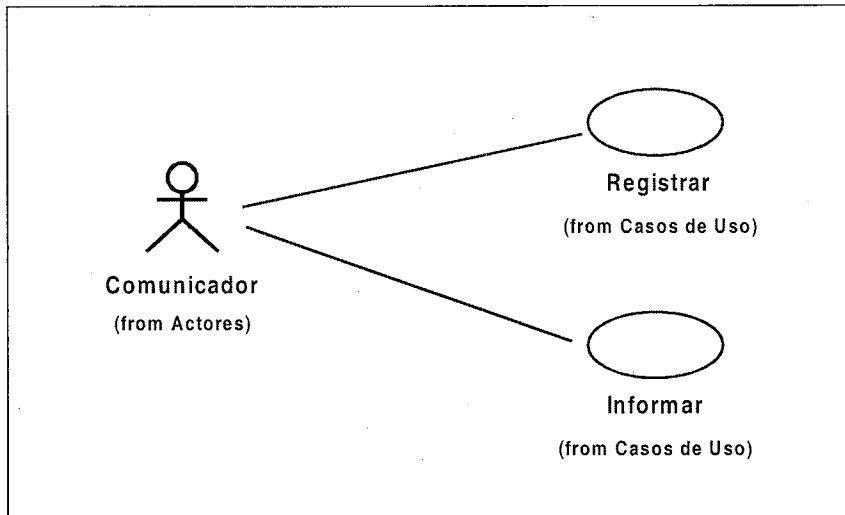 Registrar
(from Casos de Uso)
Comunicador
(from Actores)
Informar
(from Casos de Uso)